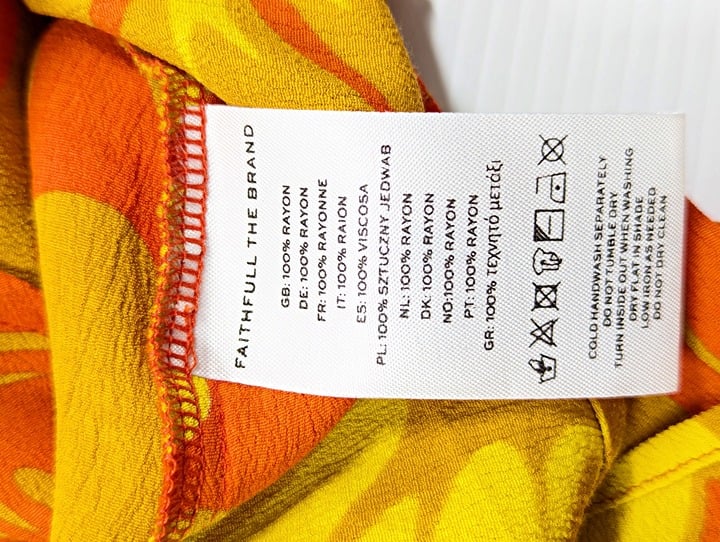 FAITHFULL THE BRAND
GB: 100% RAYON
DE: 100% RAYON
FR: 100% RAYONNE
IT: 100% RAION
ES: 100% VISCOSA
PL: 100% SZTUCZNY JEDWAB
NL: 100% RAYON
DK: 100% RAYON
NO: 100% RAYON
PT: 100% RAYON
GR: 100% τεχνητό μετάξι
COLD HANDWASH SEPARATELY
DO NOT TUMBLE DRY
TURN INSIDE OUT WHEN WASHING
DRY FLAT IN SHADE
LOW IRON AS NEEDED
DO NOT DRY CLEAN